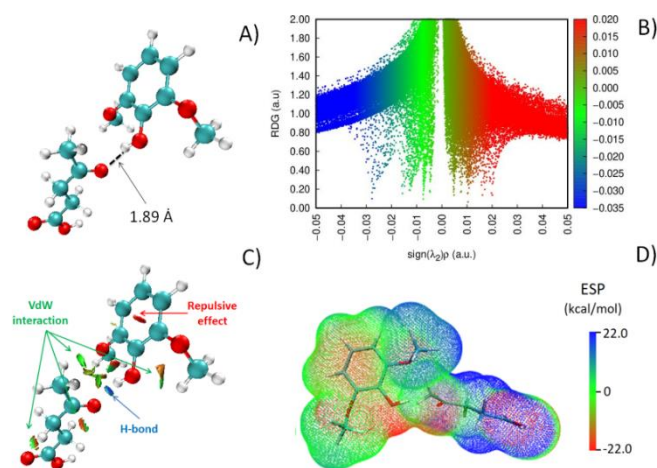 A)
1.89 Å
B)
2.00
1.80
1.60
1.40
1.20
1.00
0.80
0.60
0.40
0.20
0.00
RDG (a.u)
-0.05
-0.04
-0.03
-0.02
-0.01
0.00
0.01
0.02
0.03
0.04
0.05
sign(λ₂)ρ (a.u.)
0.020
0.015
0.010
0.005
0.000
-0.005
-0.010
-0.015
-0.020
-0.025
-0.030
-0.035
C)
VdW
interaction
Repulsive
effect
H-bond
D)
ESP
(kcal/mol)
22.0
-22.0